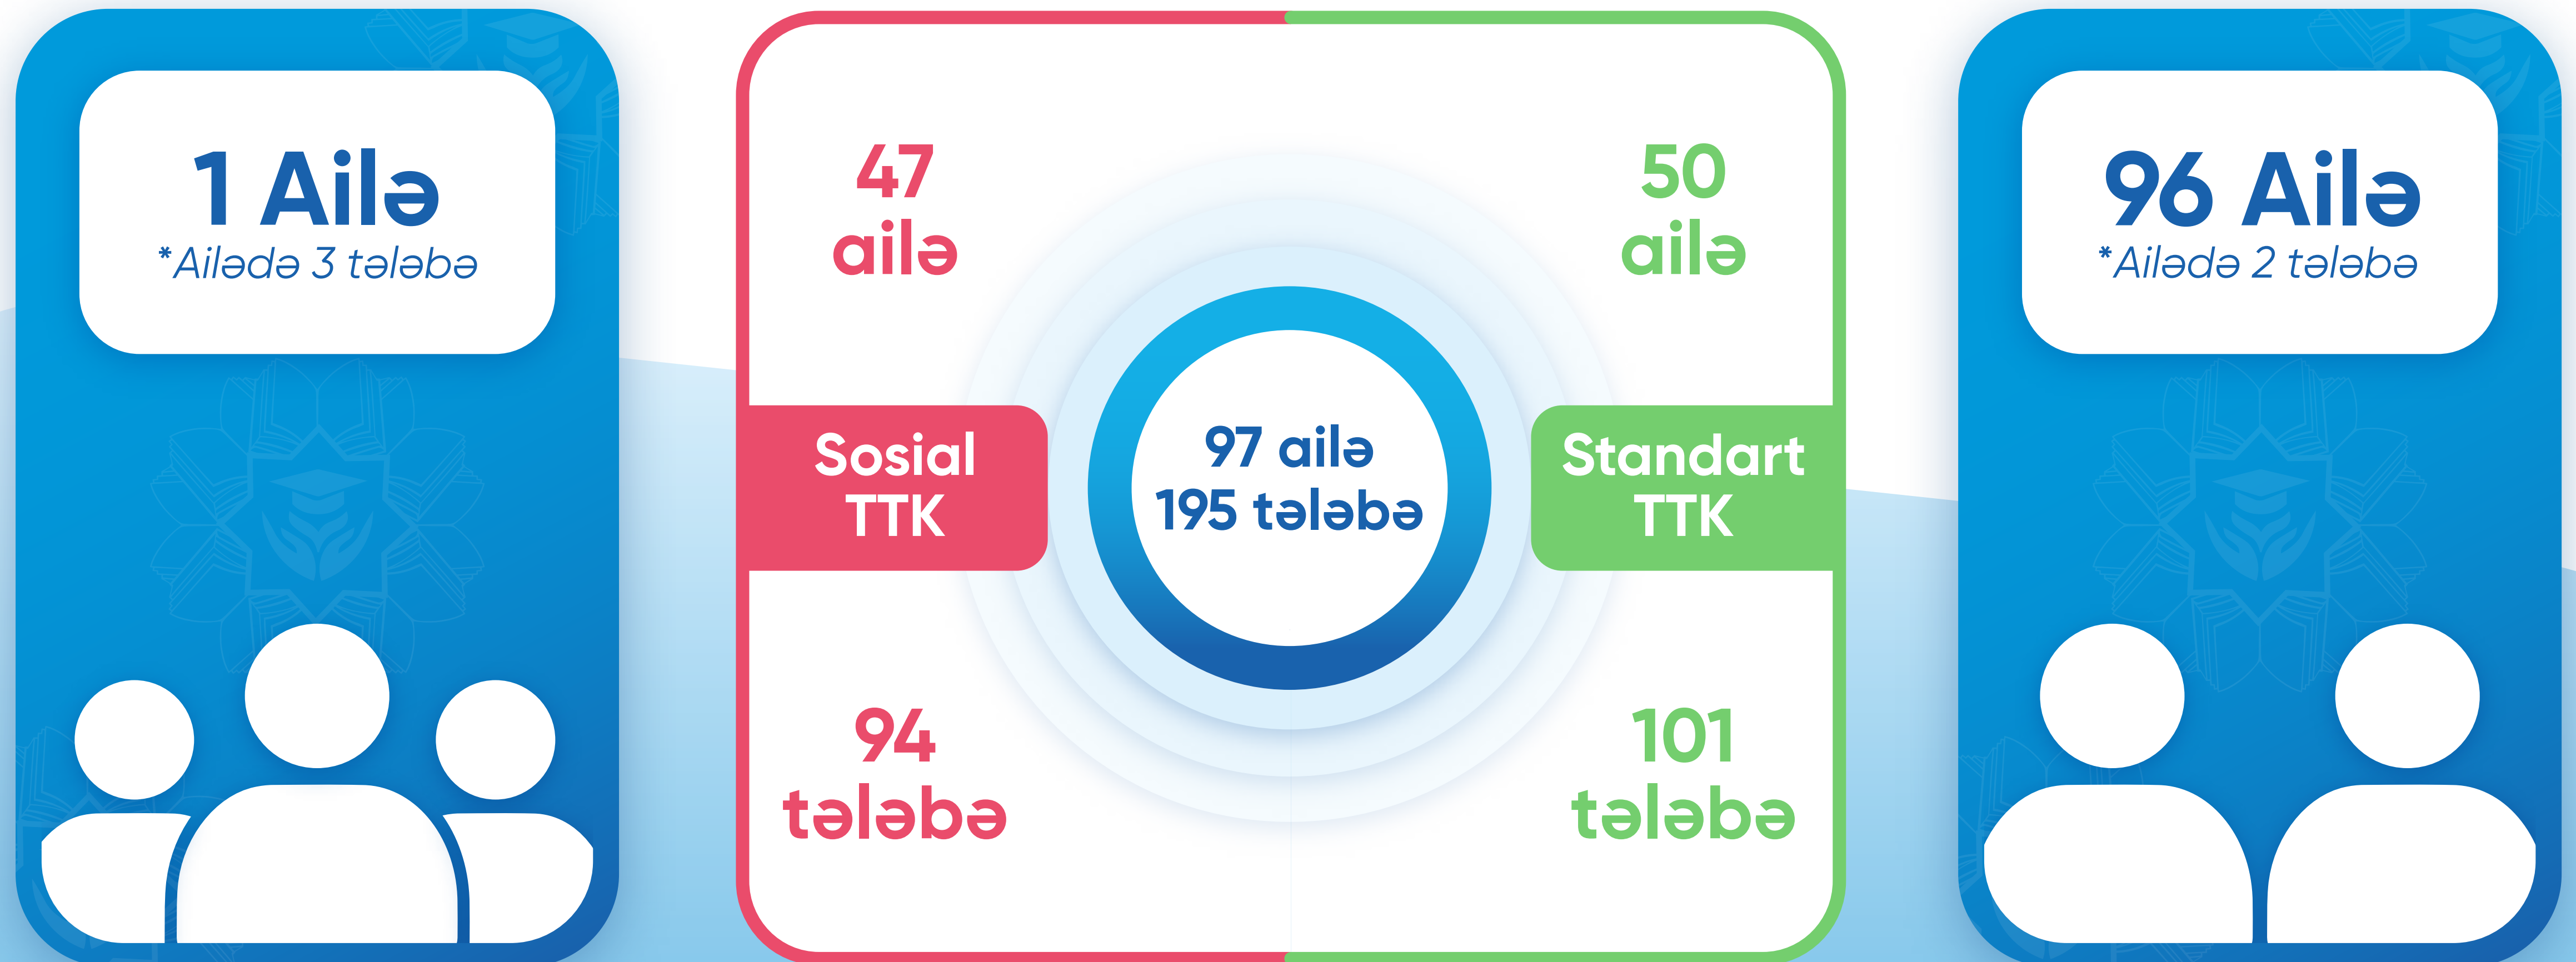 1 Ailə
*Ailədə 3 tələbə
47
ailə
Sosial
TTK
94
tələbə
97 ailə
195 tələbə
50
ailə
Standart
TTK
101
tələbə
96 Ailə
*Ailədə 2 tələbə